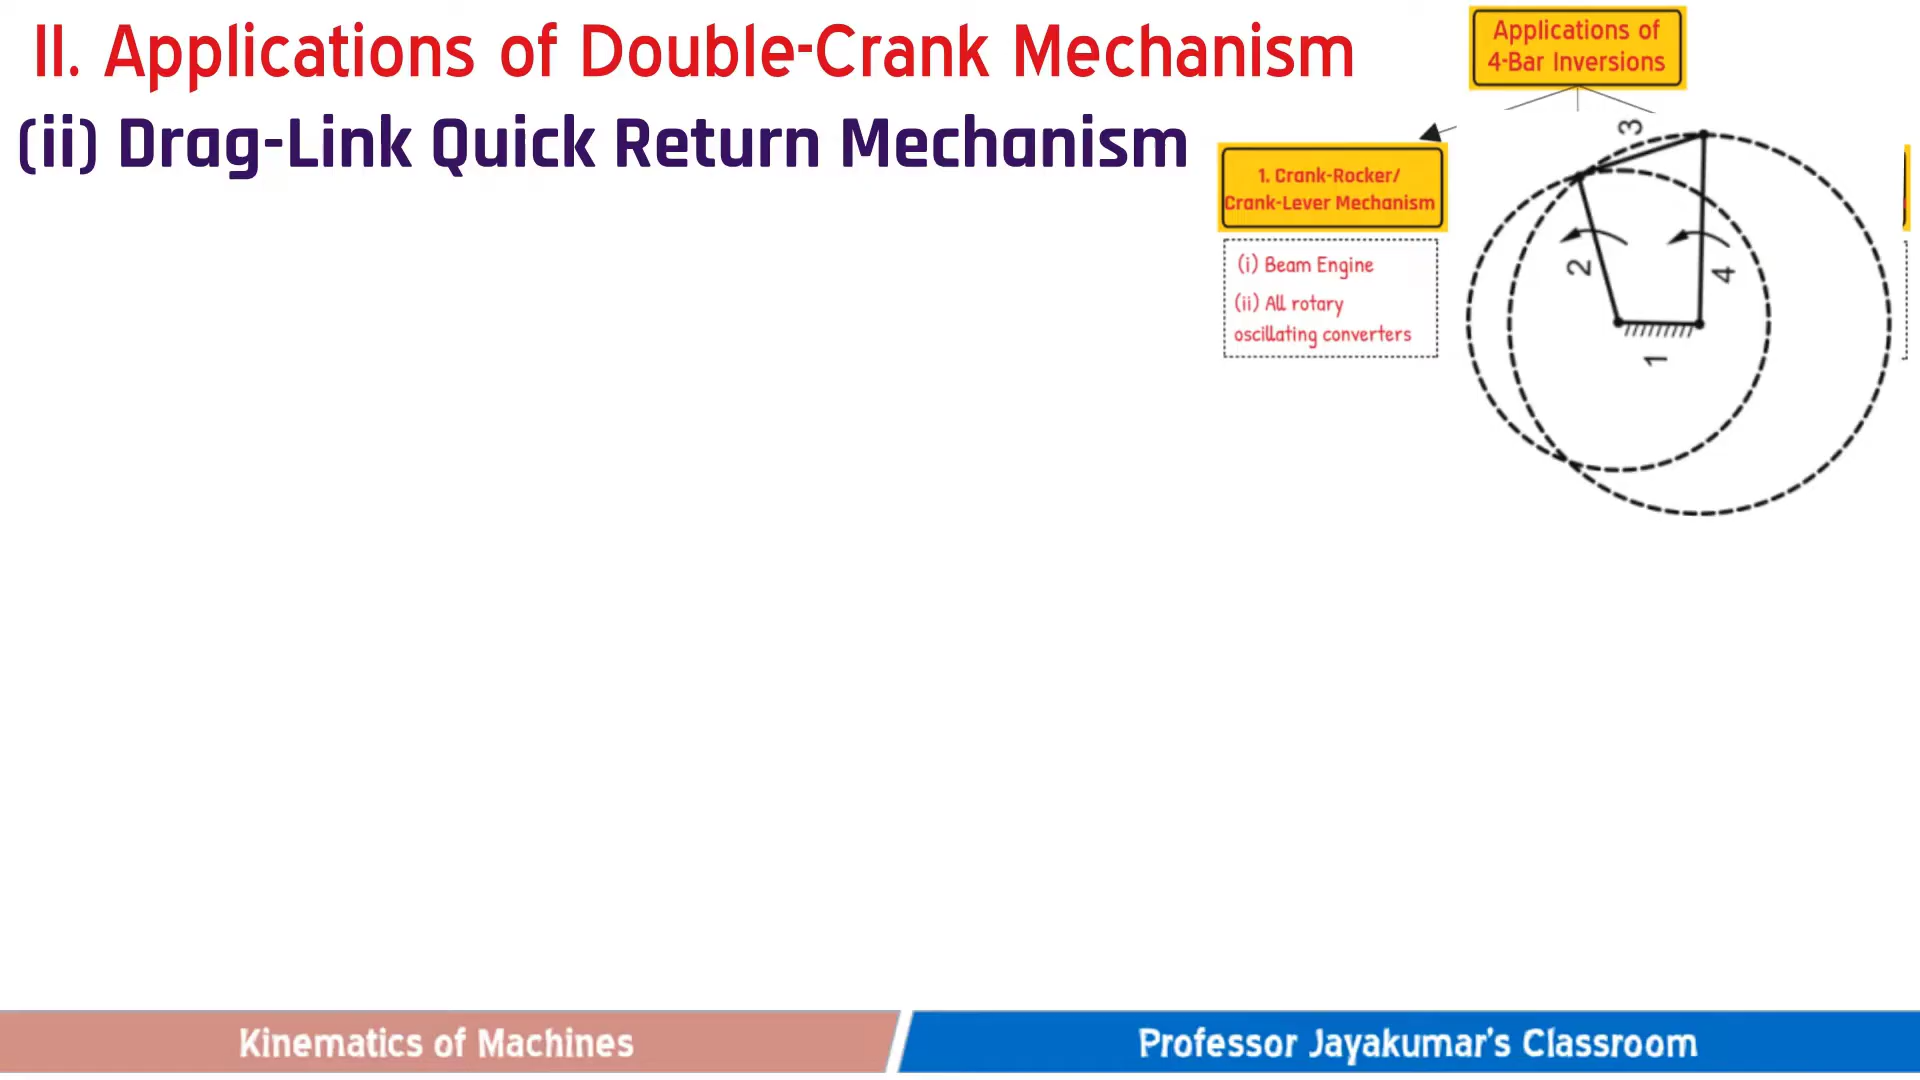 II. Applications of Double-Crank Mechanism
(ii) Drag-Link Quick Return Mechanism
Applications of
4-Bar Inversions
1. Crank-Rocker/
Crank-Lever Mechanism
(i) Beam Engine
(ii) All rotary
oscillating converters
3
2
4
1
Kinematics of Machines
Professor Jayakumar's Classroom